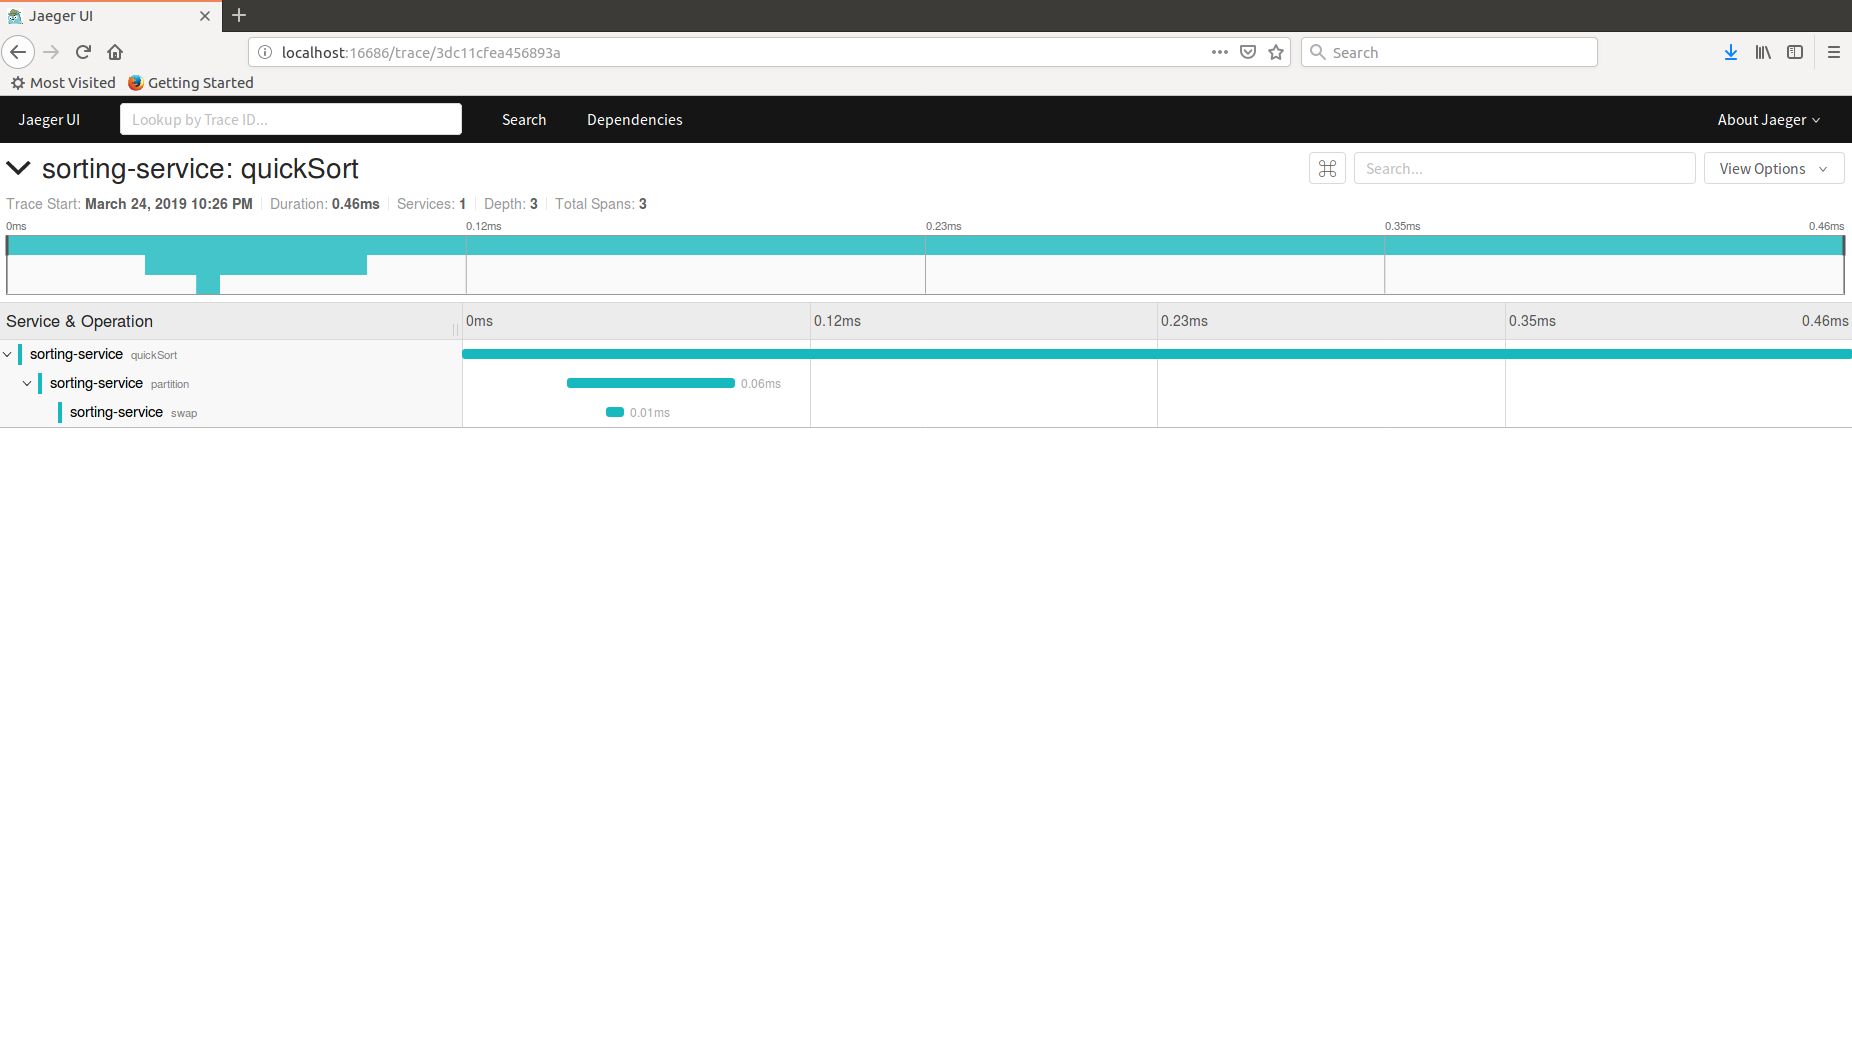 Jaeger UI
localhost:16686/trace/3dc11cfea456893a
Search
Most Visited Getting Started
Jaeger UI Lookup by Trace ID... Search Dependencies About Jaeger
sorting-service: quickSort Search... View Options
Trace Start: March 24, 2019 10:26 PM Duration: 0.46ms Services: 1 Depth: 3 Total Spans: 3
0ms 0.12ms 0.23ms 0.35ms 0.46ms
Service & Operation 0ms 0.12ms 0.23ms 0.35ms 0.46ms
sorting-service quickSort
sorting-service partition 0.06ms
sorting-service swap 0.01ms